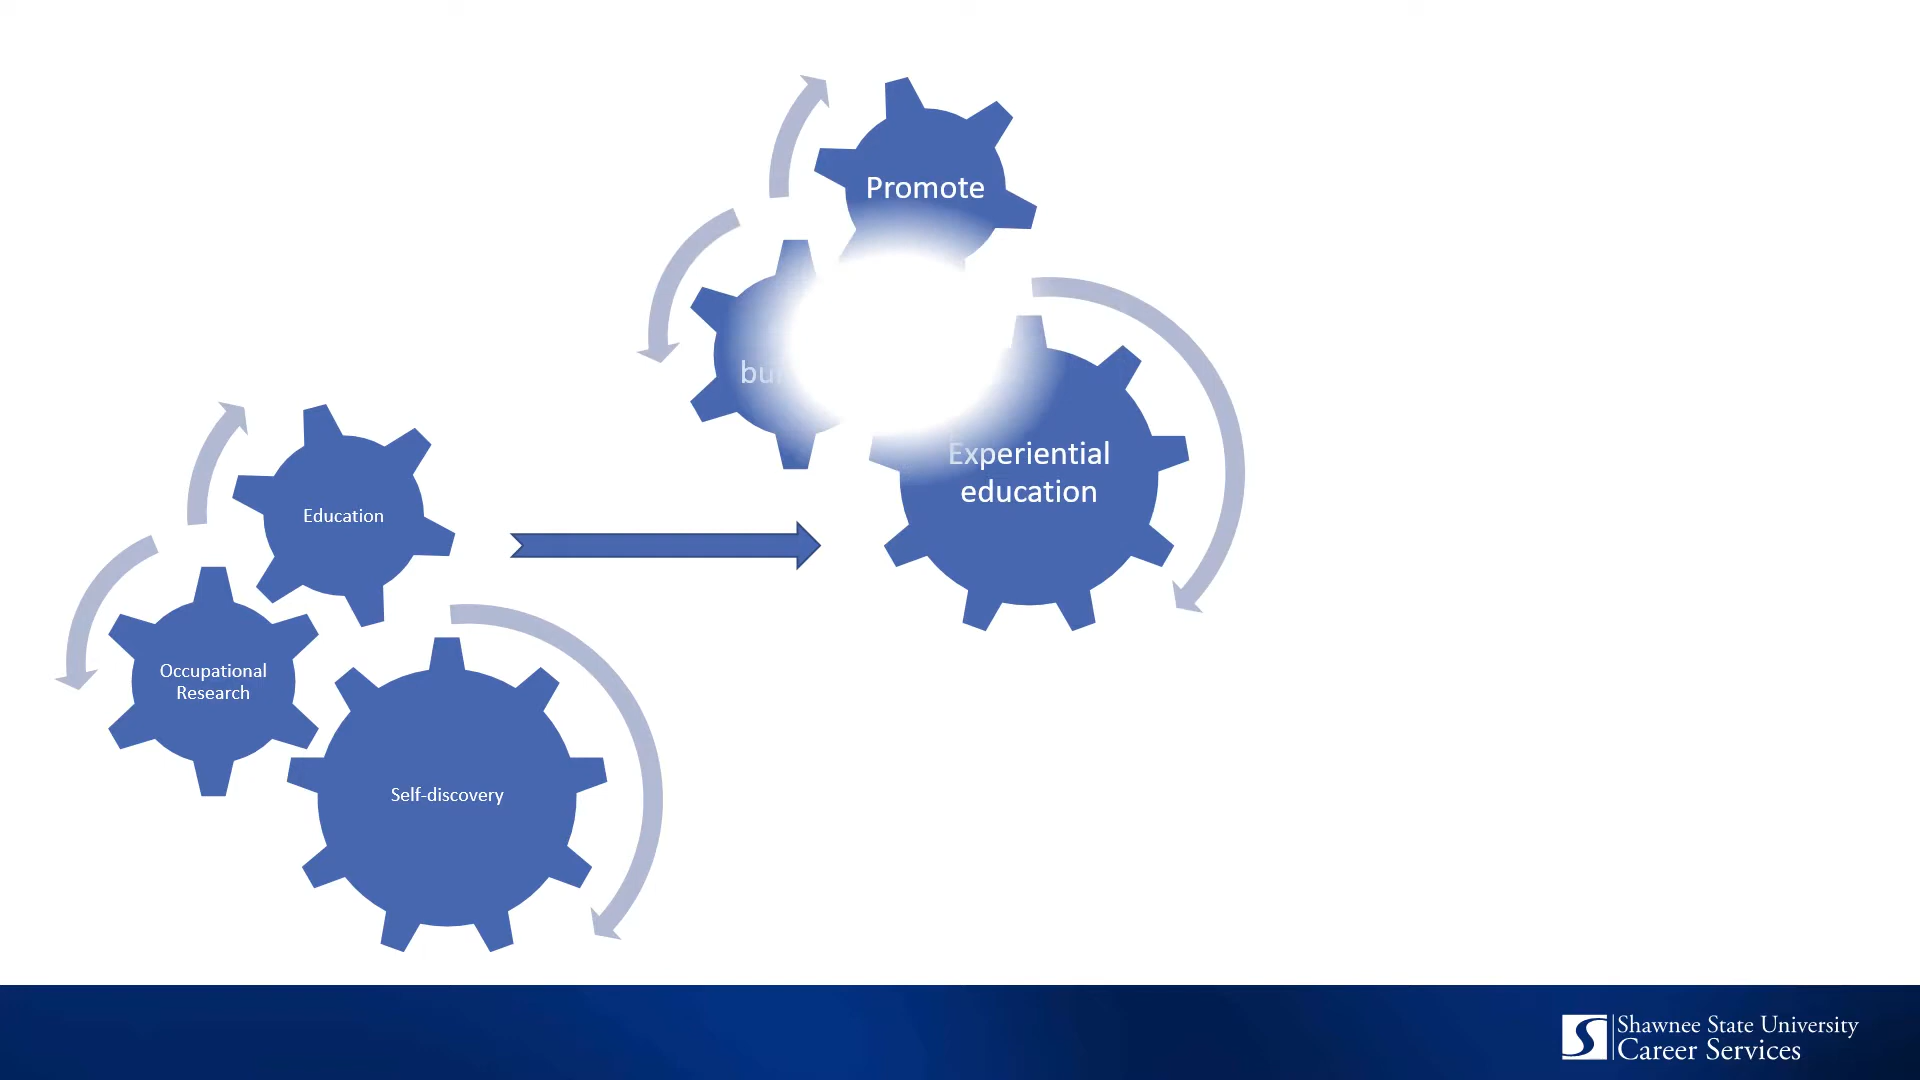 Promote
Experiential
education
Education
Occupational
Research
Self-discovery
Shawnee State University
Career Services